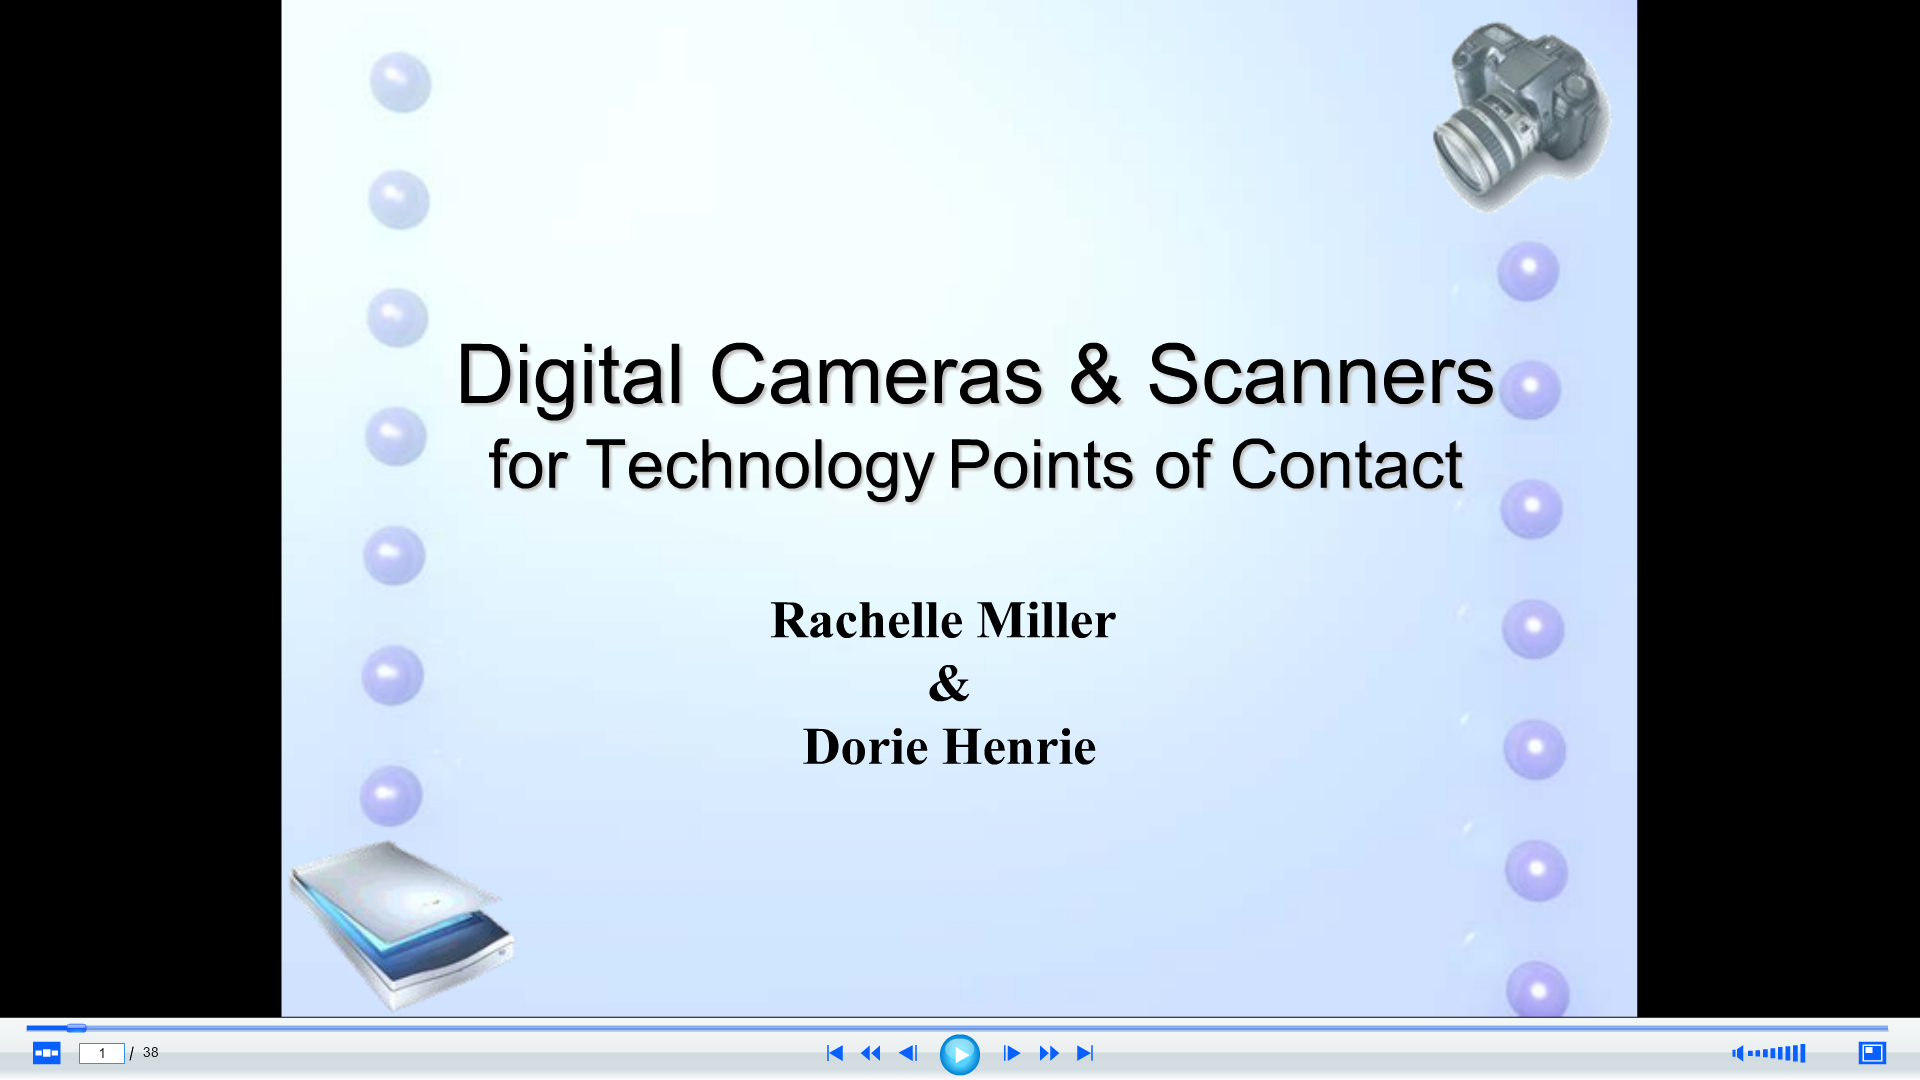 Digital Cameras & Scanners
for Technology Points of Contact
Rachelle Miller
&
Dorie Henrie
1 / 38